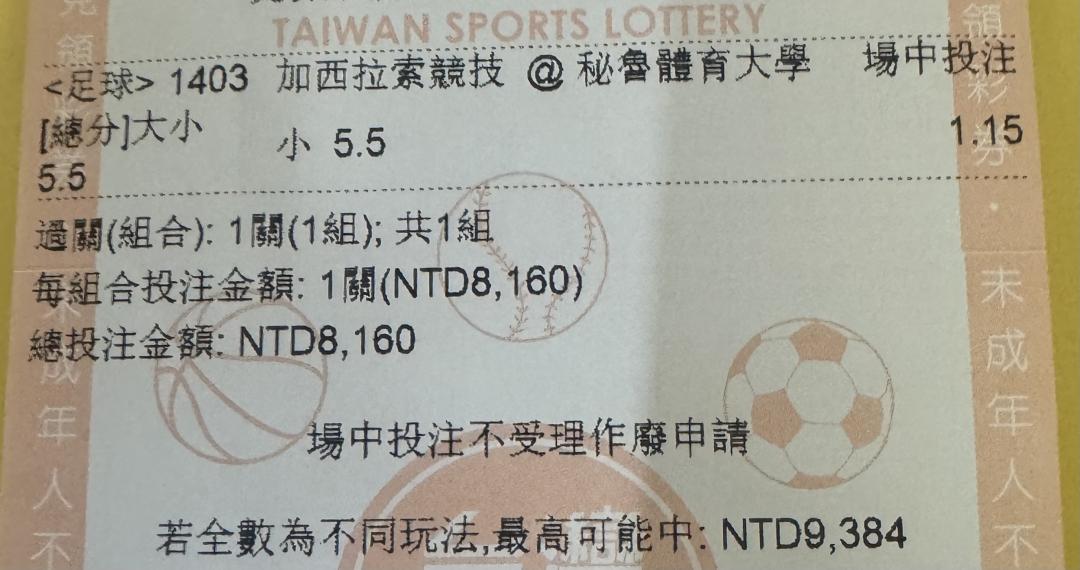 TAIWAN SPORTS LOTTERY
<足球> 1403 加西拉索競技 @ 秘魯體育大學 場中投注
[總分]大小 小 5.5 1.15
5.5
過關(組合): 1關(1組); 共1組
每組合投注金額: 1關(NTD8,160)
總投注金額: NTD8,160
場中投注不受理作廢申請
若全數為不同玩法,最高可能中: NTD9,384
領
彩
券
·
未
成
年
人
不
領
成
年
人
不